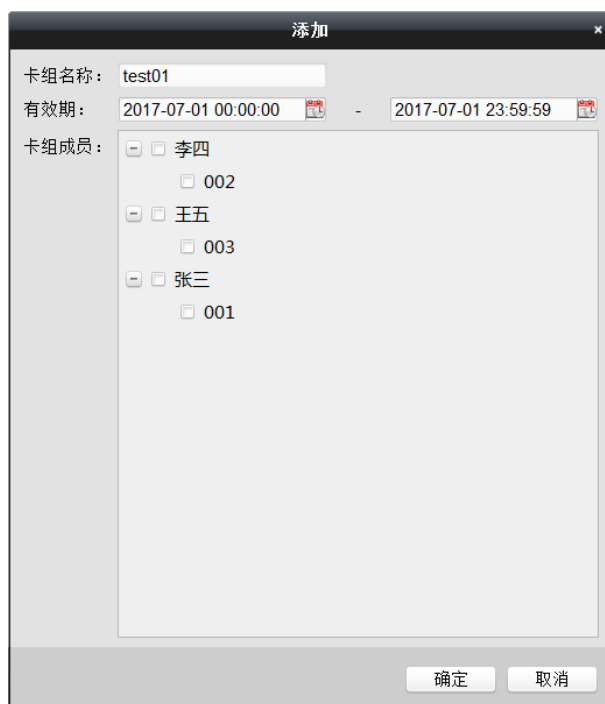 添加
卡组名称： test01
有效期： 2017-07-01 00:00:00 - 2017-07-01 23:59:59
卡组成员： 李四
002
王五
003
张三
001
确定 取消